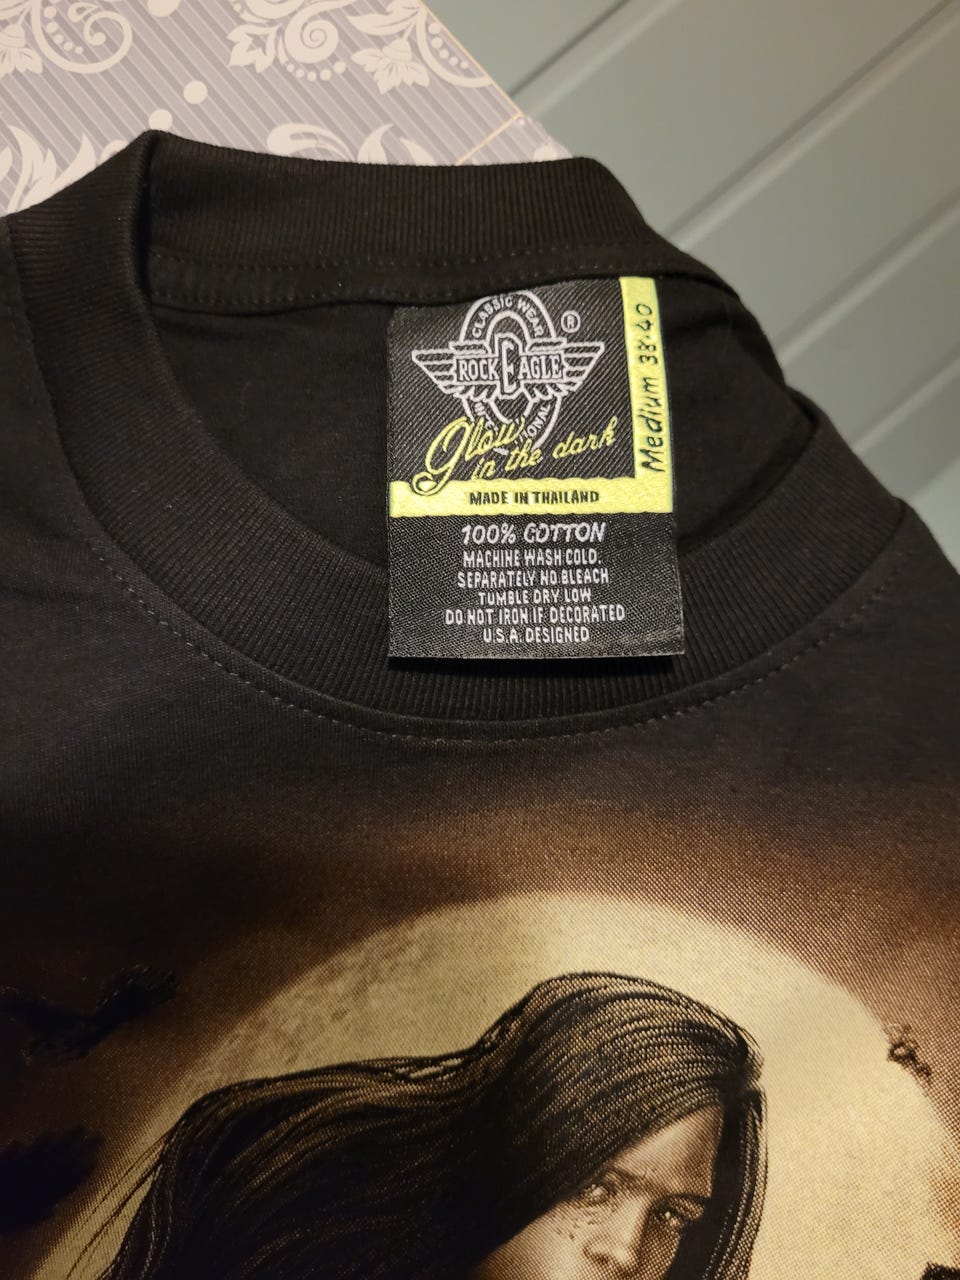 CLASSIC WEAR
®
ROCK EAGLE
Glow
in the dark
Medium 38-40
MADE IN THAILAND
100% COTTON
MACHINE WASH COLD.
SEPARATELY NO BLEACH
TUMBLE DRY LOW
DO NOT IRON IF DECORATED
U.S.A. DESIGNED